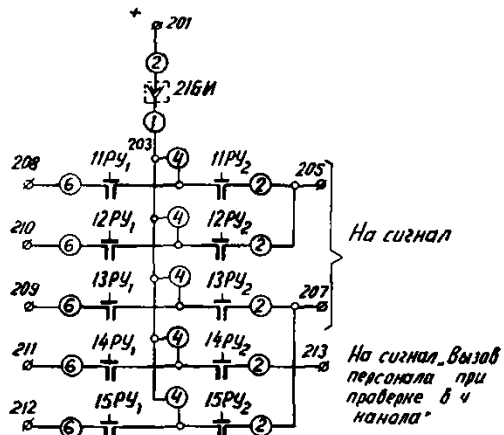 +
201
2
21БИ
1
203
208 6 11РУ1 4 11РУ2 2 205
210 6 12РУ1 4 12РУ2 2
На сигнал
209 6 13РУ1 4 13РУ2 2 207
211 6 14РУ1 4 14РУ2 2 213
212 6 15РУ1 4 15РУ2 2
На сигнал „Вызов
персонала при
проверке в ч
канала"